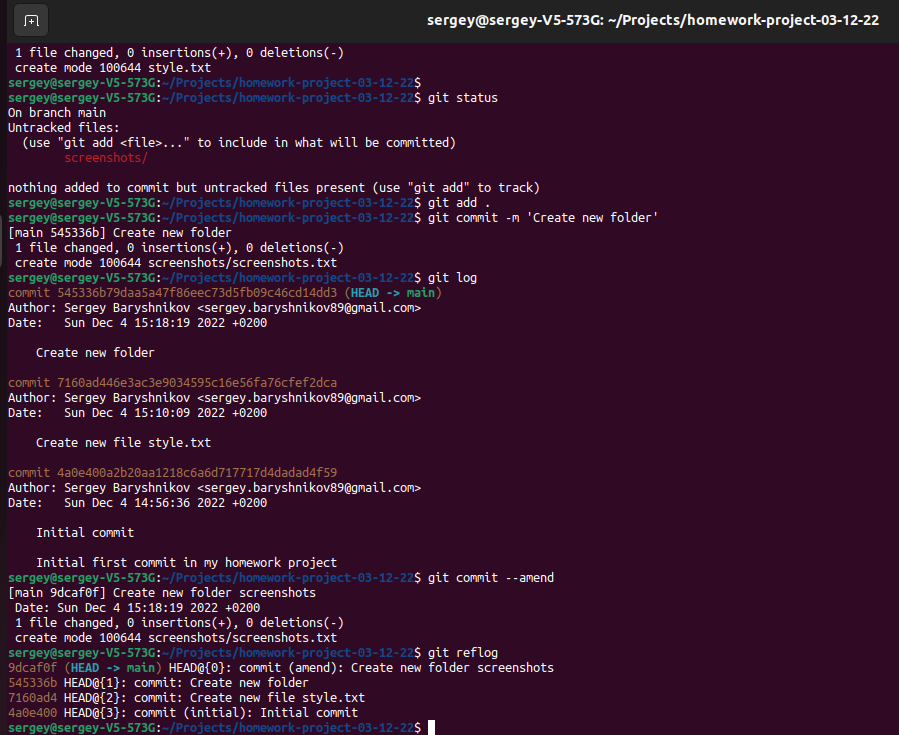 sergey@sergey-V5-573G: ~/Projects/homework-project-03-12-22
1 file changed, 0 insertions(+), 0 deletions(-)
create mode 100644 style.txt
sergey@sergey-V5-573G:~/Projects/homework-project-03-12-22$
sergey@sergey-V5-573G:~/Projects/homework-project-03-12-22$ git status
On branch main
Untracked files:
(use "git add <file>..." to include in what will be committed)
screenshots/
nothing added to commit but untracked files present (use "git add" to track)
sergey@sergey-V5-573G:~/Projects/homework-project-03-12-22$ git add .
sergey@sergey-V5-573G:~/Projects/homework-project-03-12-22$ git commit -m 'Create new folder'
[main 545336b] Create new folder
1 file changed, 0 insertions(+), 0 deletions(-)
create mode 100644 screenshots/screenshots.txt
sergey@sergey-V5-573G:~/Projects/homework-project-03-12-22$ git log
commit 545336b79daa5a47f86eec73d5fb09c46cd14dd3 (HEAD -> main)
Author: Sergey Baryshnikov <sergey.baryshnikov89@gmail.com>
Date:   Sun Dec 4 15:18:19 2022 +0200
Create new folder
commit 7160ad446e3ac3e9034595c16e56fa76cfef2dca
Author: Sergey Baryshnikov <sergey.baryshnikov89@gmail.com>
Date:   Sun Dec 4 15:10:09 2022 +0200
Create new file style.txt
commit 4a0e400a2b20aa1218c6a6d717717d4dadad4f59
Author: Sergey Baryshnikov <sergey.baryshnikov89@gmail.com>
Date:   Sun Dec 4 14:56:36 2022 +0200
Initial commit
Initial first commit in my homework project
sergey@sergey-V5-573G:~/Projects/homework-project-03-12-22$ git commit --amend
[main 9dcaf0f] Create new folder screenshots
Date: Sun Dec 4 15:18:19 2022 +0200
1 file changed, 0 insertions(+), 0 deletions(-)
create mode 100644 screenshots/screenshots.txt
sergey@sergey-V5-573G:~/Projects/homework-project-03-12-22$ git reflog
9dcaf0f (HEAD -> main) HEAD@{0}: commit (amend): Create new folder screenshots
545336b HEAD@{1}: commit: Create new folder
7160ad4 HEAD@{2}: commit: Create new file style.txt
4a0e400 HEAD@{3}: commit (initial): Initial commit
sergey@sergey-V5-573G:~/Projects/homework-project-03-12-22$